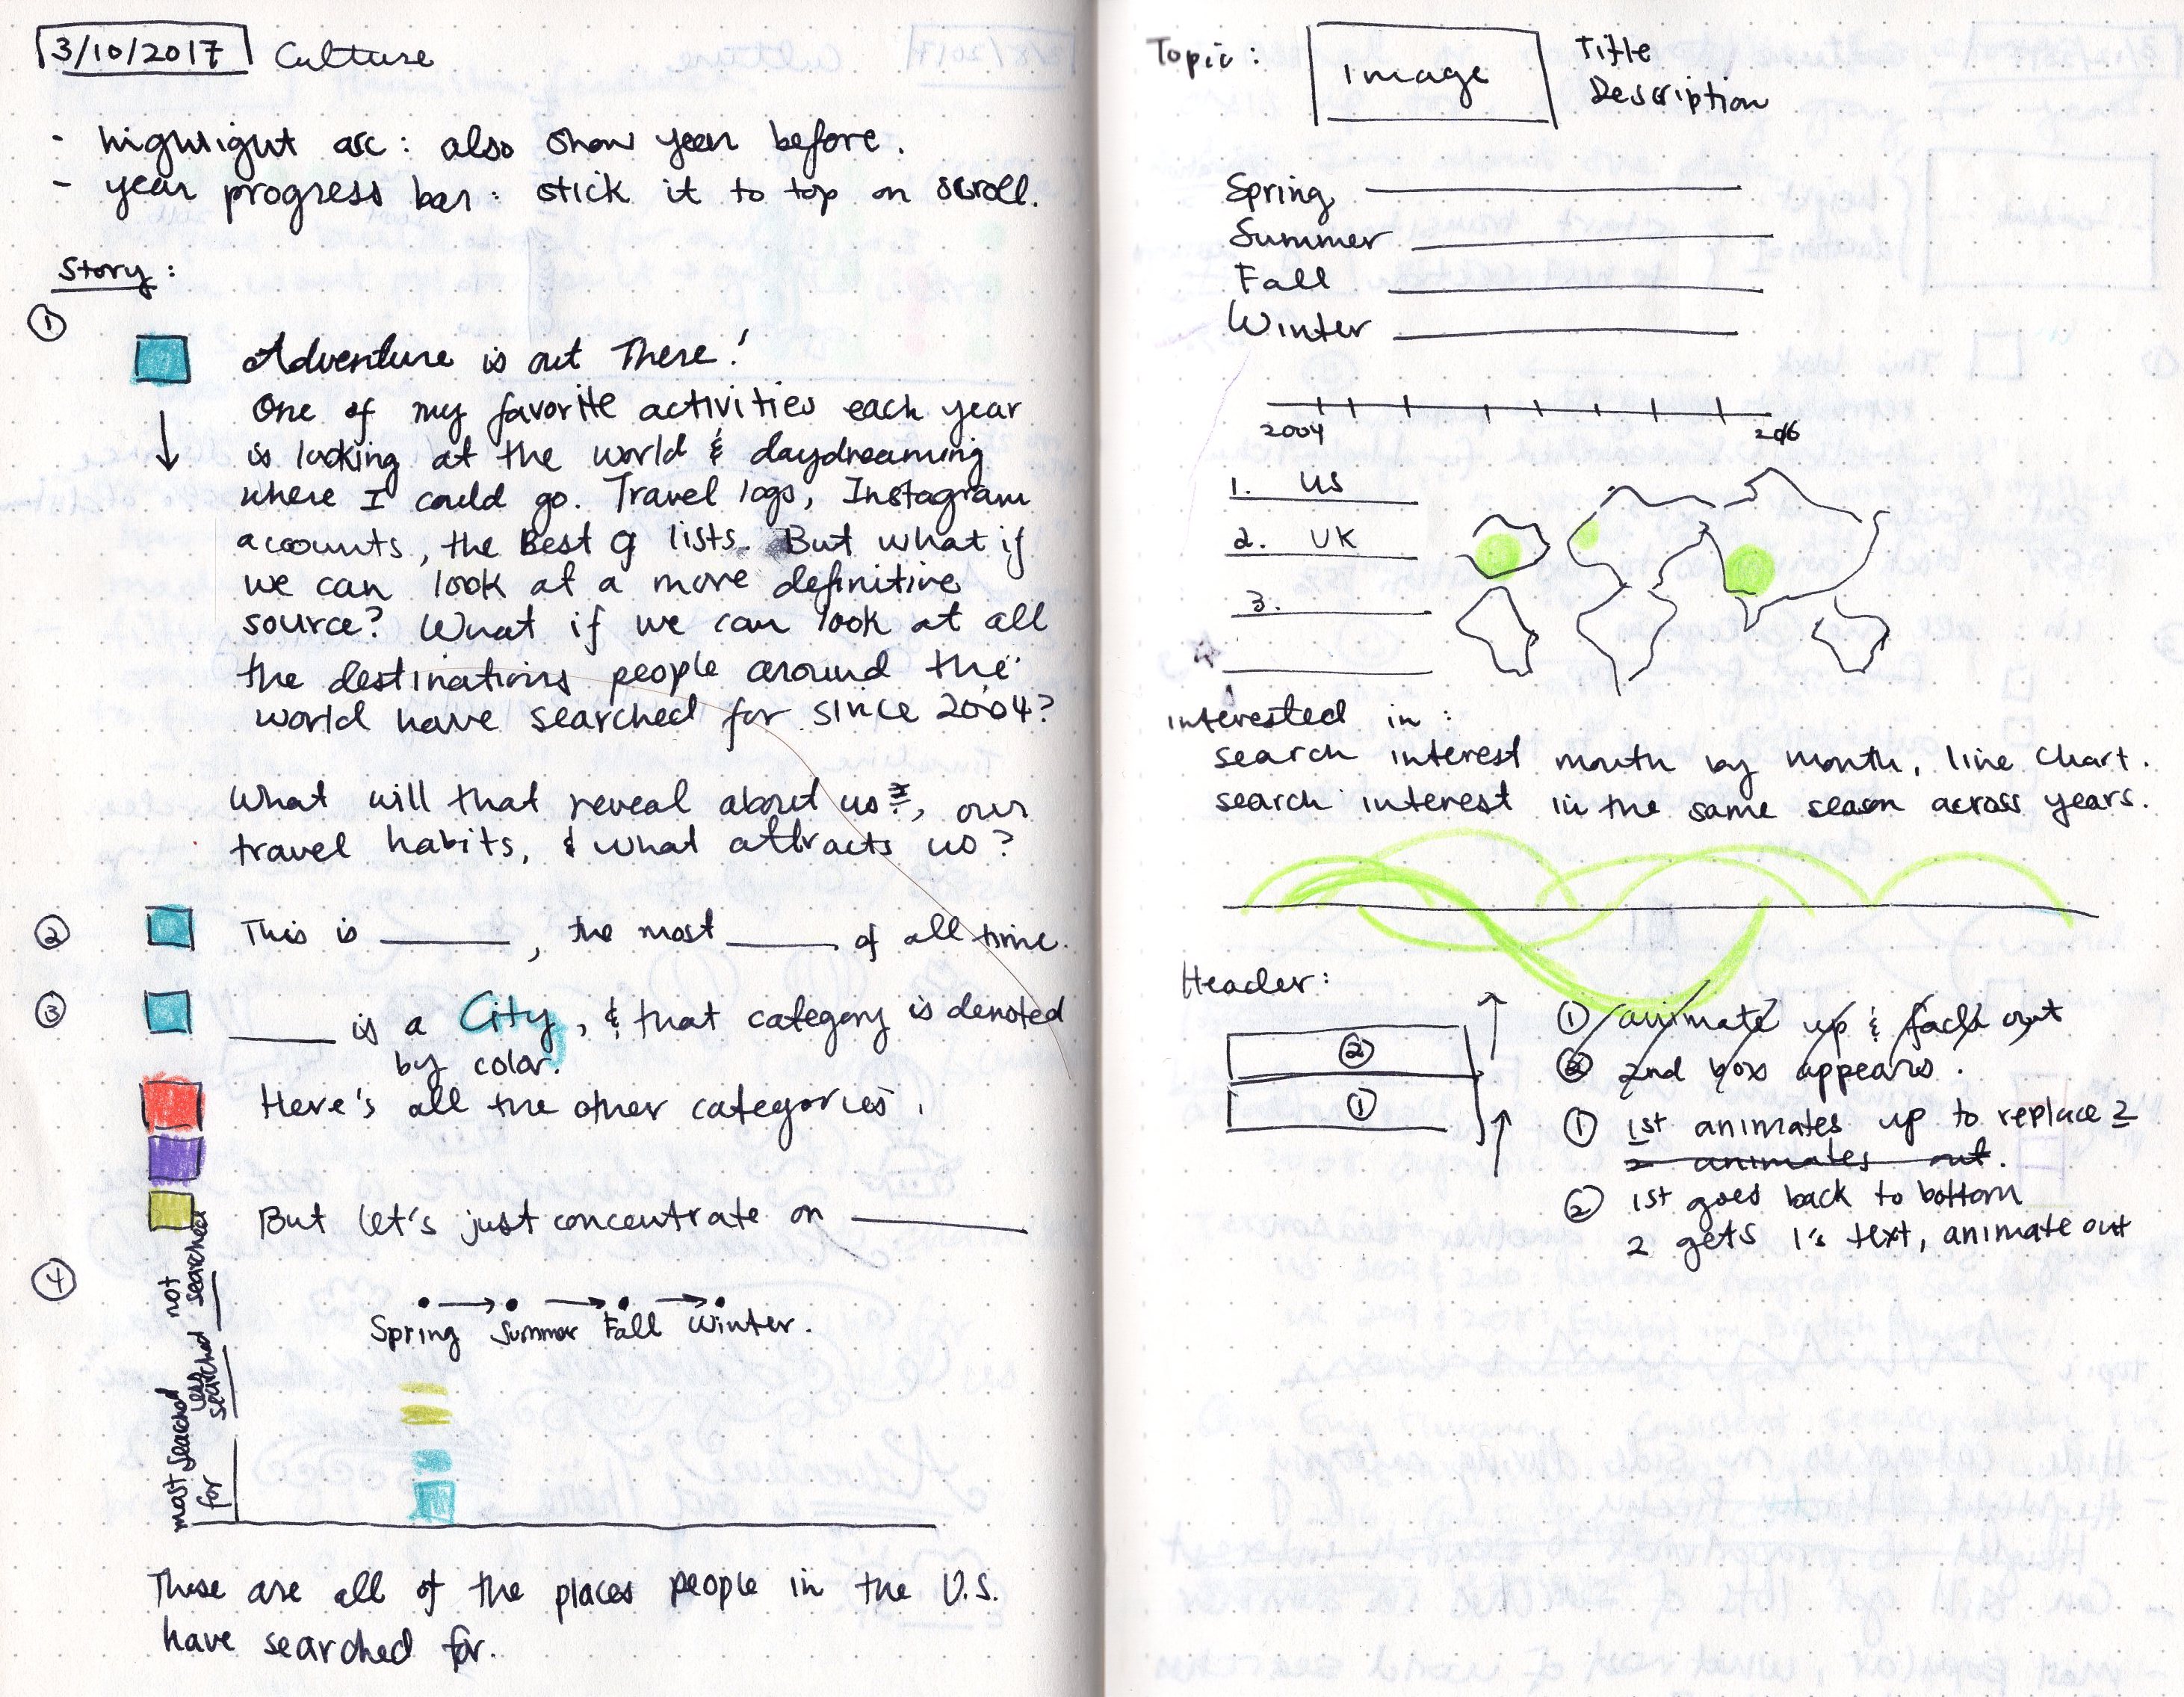 3/10/2017 Culture
- highlight arc: also show year before.
- year progress bar: stick it to top on scroll.
Story:
①
Adventure is out There!
One of my favorite activities each year
is looking at the world & daydreaming
where I could go. Travel logs, Instagram
accounts, the Best of lists. But what if
we can look at a more definitive
source? What if we can look at all
the destinations people around the
world have searched for since 2004?
What will that reveal about us, our
travel habits, & what attracts us?
② This is ____, the most ____ of all time.
③ ____ is a City, & that category is denoted
by color.
Here's all the other categories.
But let's just concentrate on ____
④
not searched
less searched
most searched for
Spring Summer Fall Winter.
These are all of the places people in the U.S.
have searched for.
Topic: Image Title
Description
Spring
Summer
Fall
Winter
2004 2016
1. US
2. UK
3.
interested in:
search interest month by month, line chart.
search interest in the same season across years.
Header:
②
①
① animate up & fade out
② 2nd box appears.
① 1st animates up to replace 2
2 animates out.
② 1st goes back to bottom
2 gets 1's text, animate out